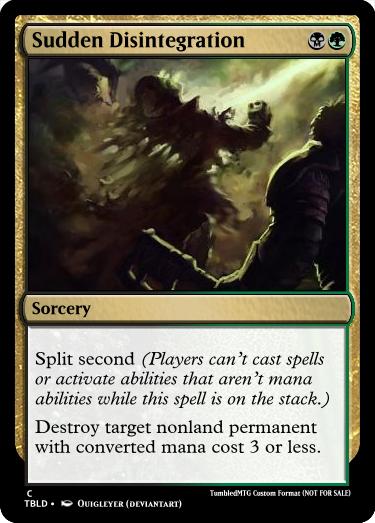 Sudden Disintegration
Sorcery
Split second (Players can't cast spells
or activate abilities that aren't mana
abilities while this spell is on the stack.)
Destroy target nonland permanent
with converted mana cost 3 or less.
C
TumbledMTG Custom Format (NOT FOR SALE)
TBLD • Quigleyer (deviantart)